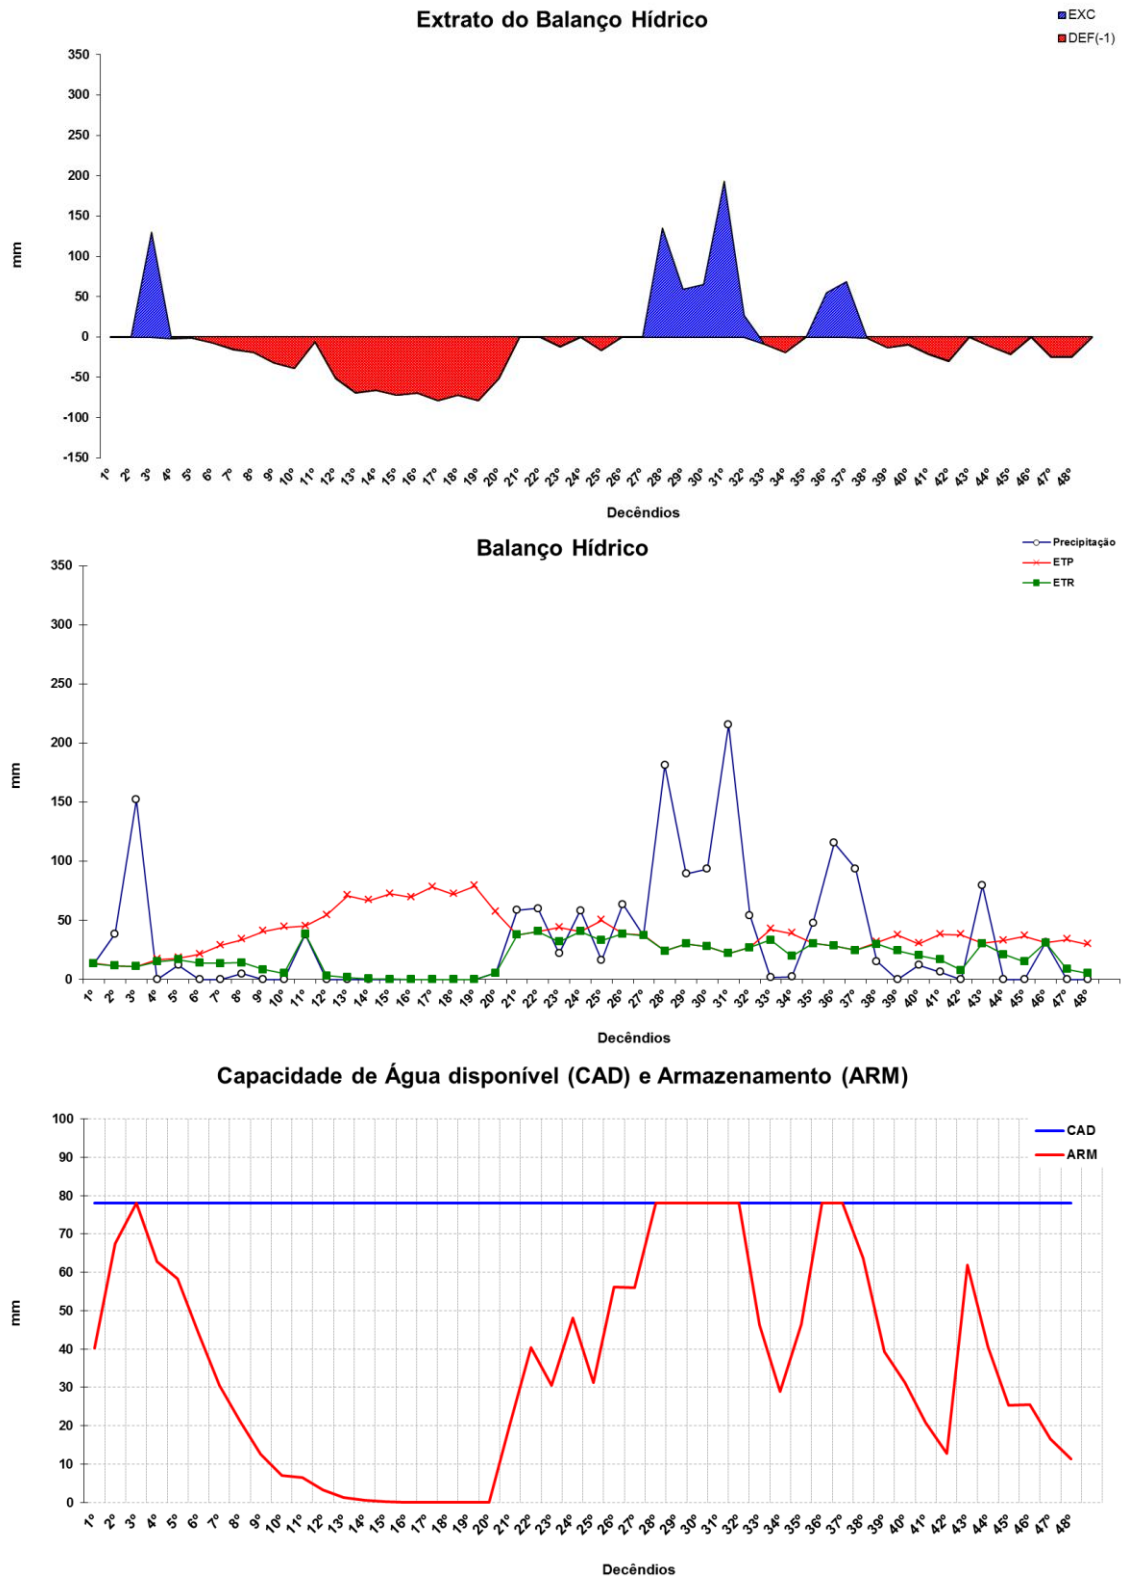 Extrato do Balanço Hídrico
EXC
DEF(-1)
350
300
250
200
150
100
50
0
-50
-100
-150
mm
1º 2º 3º 4º 5º 6º 7º 8º 9º 10º 11º 12º 13º 14º 15º 16º 17º 18º 19º 20º 21º 22º 23º 24º 25º 26º 27º 28º 29º 30º 31º 32º 33º 34º 35º 36º 37º 38º 39º 40º 41º 42º 43º 44º 45º 46º 47º 48º
Decêndios
Balanço Hídrico
Precipitação
ETP
ETR
350
300
250
200
150
100
50
0
mm
1º 2º 3º 4º 5º 6º 7º 8º 9º 10º 11º 12º 13º 14º 15º 16º 17º 18º 19º 20º 21º 22º 23º 24º 25º 26º 27º 28º 29º 30º 31º 32º 33º 34º 35º 36º 37º 38º 39º 40º 41º 42º 43º 44º 45º 46º 47º 48º
Decêndios
Capacidade de Água disponível (CAD) e Armazenamento (ARM)
CAD
ARM
100
90
80
70
60
50
40
30
20
10
0
mm
1º 2º 3º 4º 5º 6º 7º 8º 9º 10º 11º 12º 13º 14º 15º 16º 17º 18º 19º 20º 21º 22º 23º 24º 25º 26º 27º 28º 29º 30º 31º 32º 33º 34º 35º 36º 37º 38º 39º 40º 41º 42º 43º 44º 45º 46º 47º 48º
Decêndios